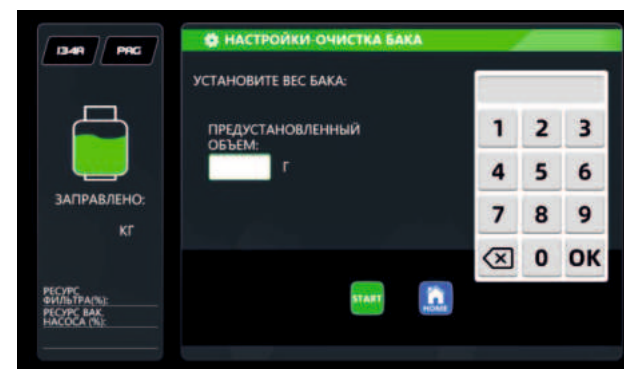 134A PAG
ЗАПРАВЛЕНО:
КГ
РЕСУРС
ФИЛЬТРА(%):
РЕСУРС ВАК.
НАСОСА (%):
НАСТРОЙКИ-ОЧИСТКА БАКА
УСТАНОВИТЕ ВЕС БАКА:
ПРЕДУСТАНОВЛЕННЫЙ
ОБЪЕМ:
Г
1 2 3
4 5 6
7 8 9
0 OK
START HOME